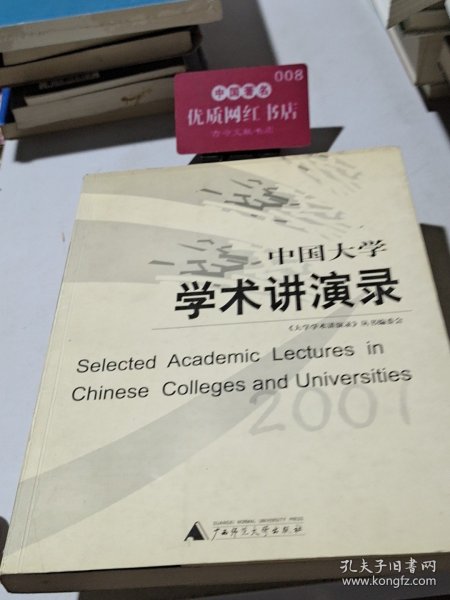 008
中国著名
优质网红书店
中国大学
学术讲演录
《大学学术讲演录》丛书编委会
Selected Academic Lectures in
Chinese Colleges and Universities
2001
GUANGXI NORMAL UNIVERSITY PRESS
广西师范大学出版社
孔夫子旧书网
www.kongfz.com